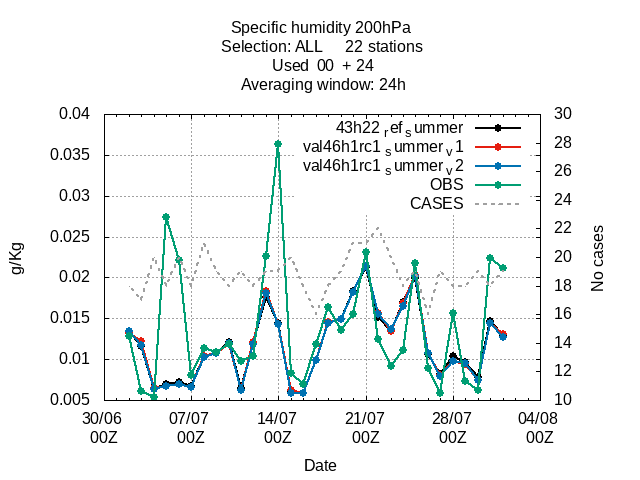 Specific humidity 200hPa
Selection: ALL 22 stations
Used 00 + 24
Averaging window: 24h
43h22 ref summer
val46h1rc1 summer v1
val46h1rc1 summer v2
OBS
CASES
g/Kg
0.04
0.035
0.03
0.025
0.02
0.015
0.01
0.005
30
28
26
24
22
20
18
16
14
12
10
No cases
30/06 07/07 14/07 21/07 28/07 04/08
00Z 00Z 00Z 00Z 00Z 00Z
Date